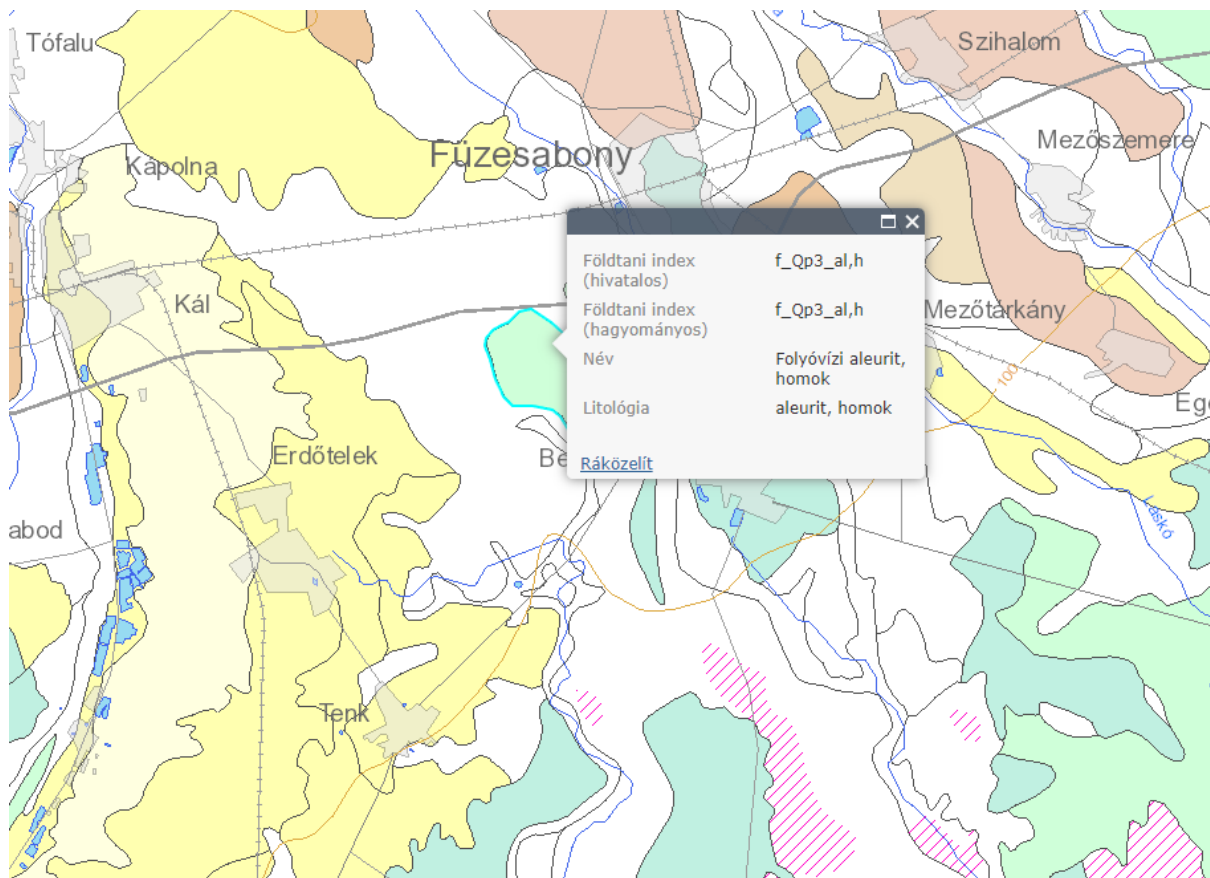 Tófalu
Szihalom
Füzesabony
Mezőszemere
Kápolna
Földtani index
(hivatalos)
f_Qp3_al,h
Kál
Földtani index
(hagyományos)
f_Qp3_al,h
Mezőtárkány
Név
Folyóvízi aleurit,
homok
100
Litológia
aleurit, homok
Erdőtelek
Be
Ráközelít
Laskó
abod
Tenk